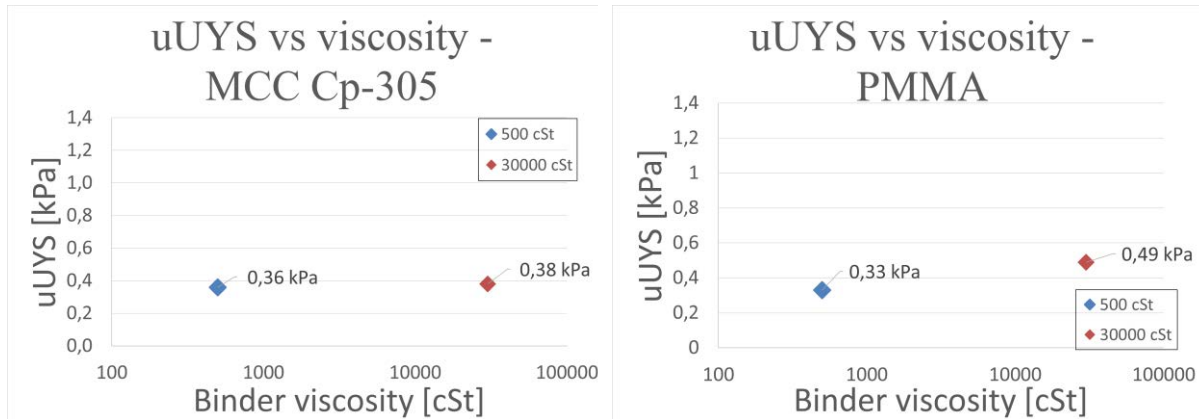 uUYS vs viscosity -
MCC Cp-305
uUYS [kPa]
1,4
1,2
1,0
0,8
0,6
0,4
0,2
0,0
500 cSt
30000 cSt
0,36 kPa
0,38 kPa
100
1000
10000
100000
Binder viscosity [cSt]
uUYS vs viscosity -
PMMA
uUYS [kPa]
1,4
1,2
1
0,8
0,6
0,4
0,2
0
0,33 kPa
0,49 kPa
500 cSt
30000 cSt
100
1000
10000
100000
Binder viscosity [cSt]